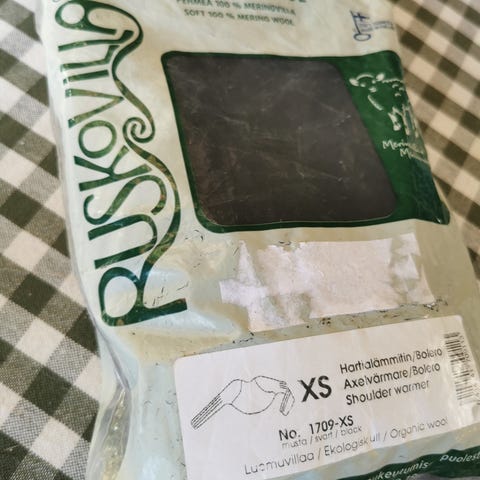 PEHMEÄ 100 % MERINOVILLA
SOFT 100 % MERINO WOOL
RUSKOVILLA
XS
Hartialämmitin/Bolero
Axelvärmare/Bolero
Shoulder warmer
No. 1709-XS
musta / svart / black
Luomuvillaa / Ekologisk ull / Organic wool